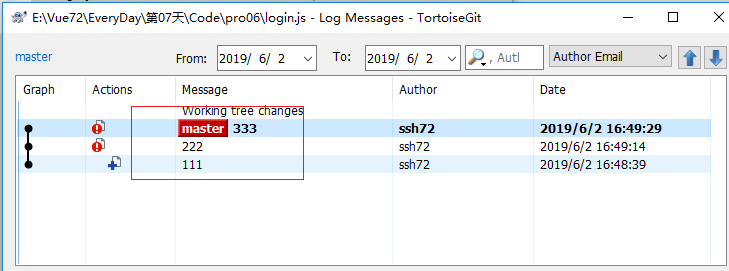 E:\Vue72\EveryDay\第07天\Code\pro06\login.js - Log Messages - TortoiseGit
master From: 2019/ 6/ 2 To: 2019/ 6/ 2 , Autl Author Email
Graph Actions Message Author Date
Working tree changes
master 333 ssh72 2019/6/2 16:49:29
222 ssh72 2019/6/2 16:49:14
111 ssh72 2019/6/2 16:48:39